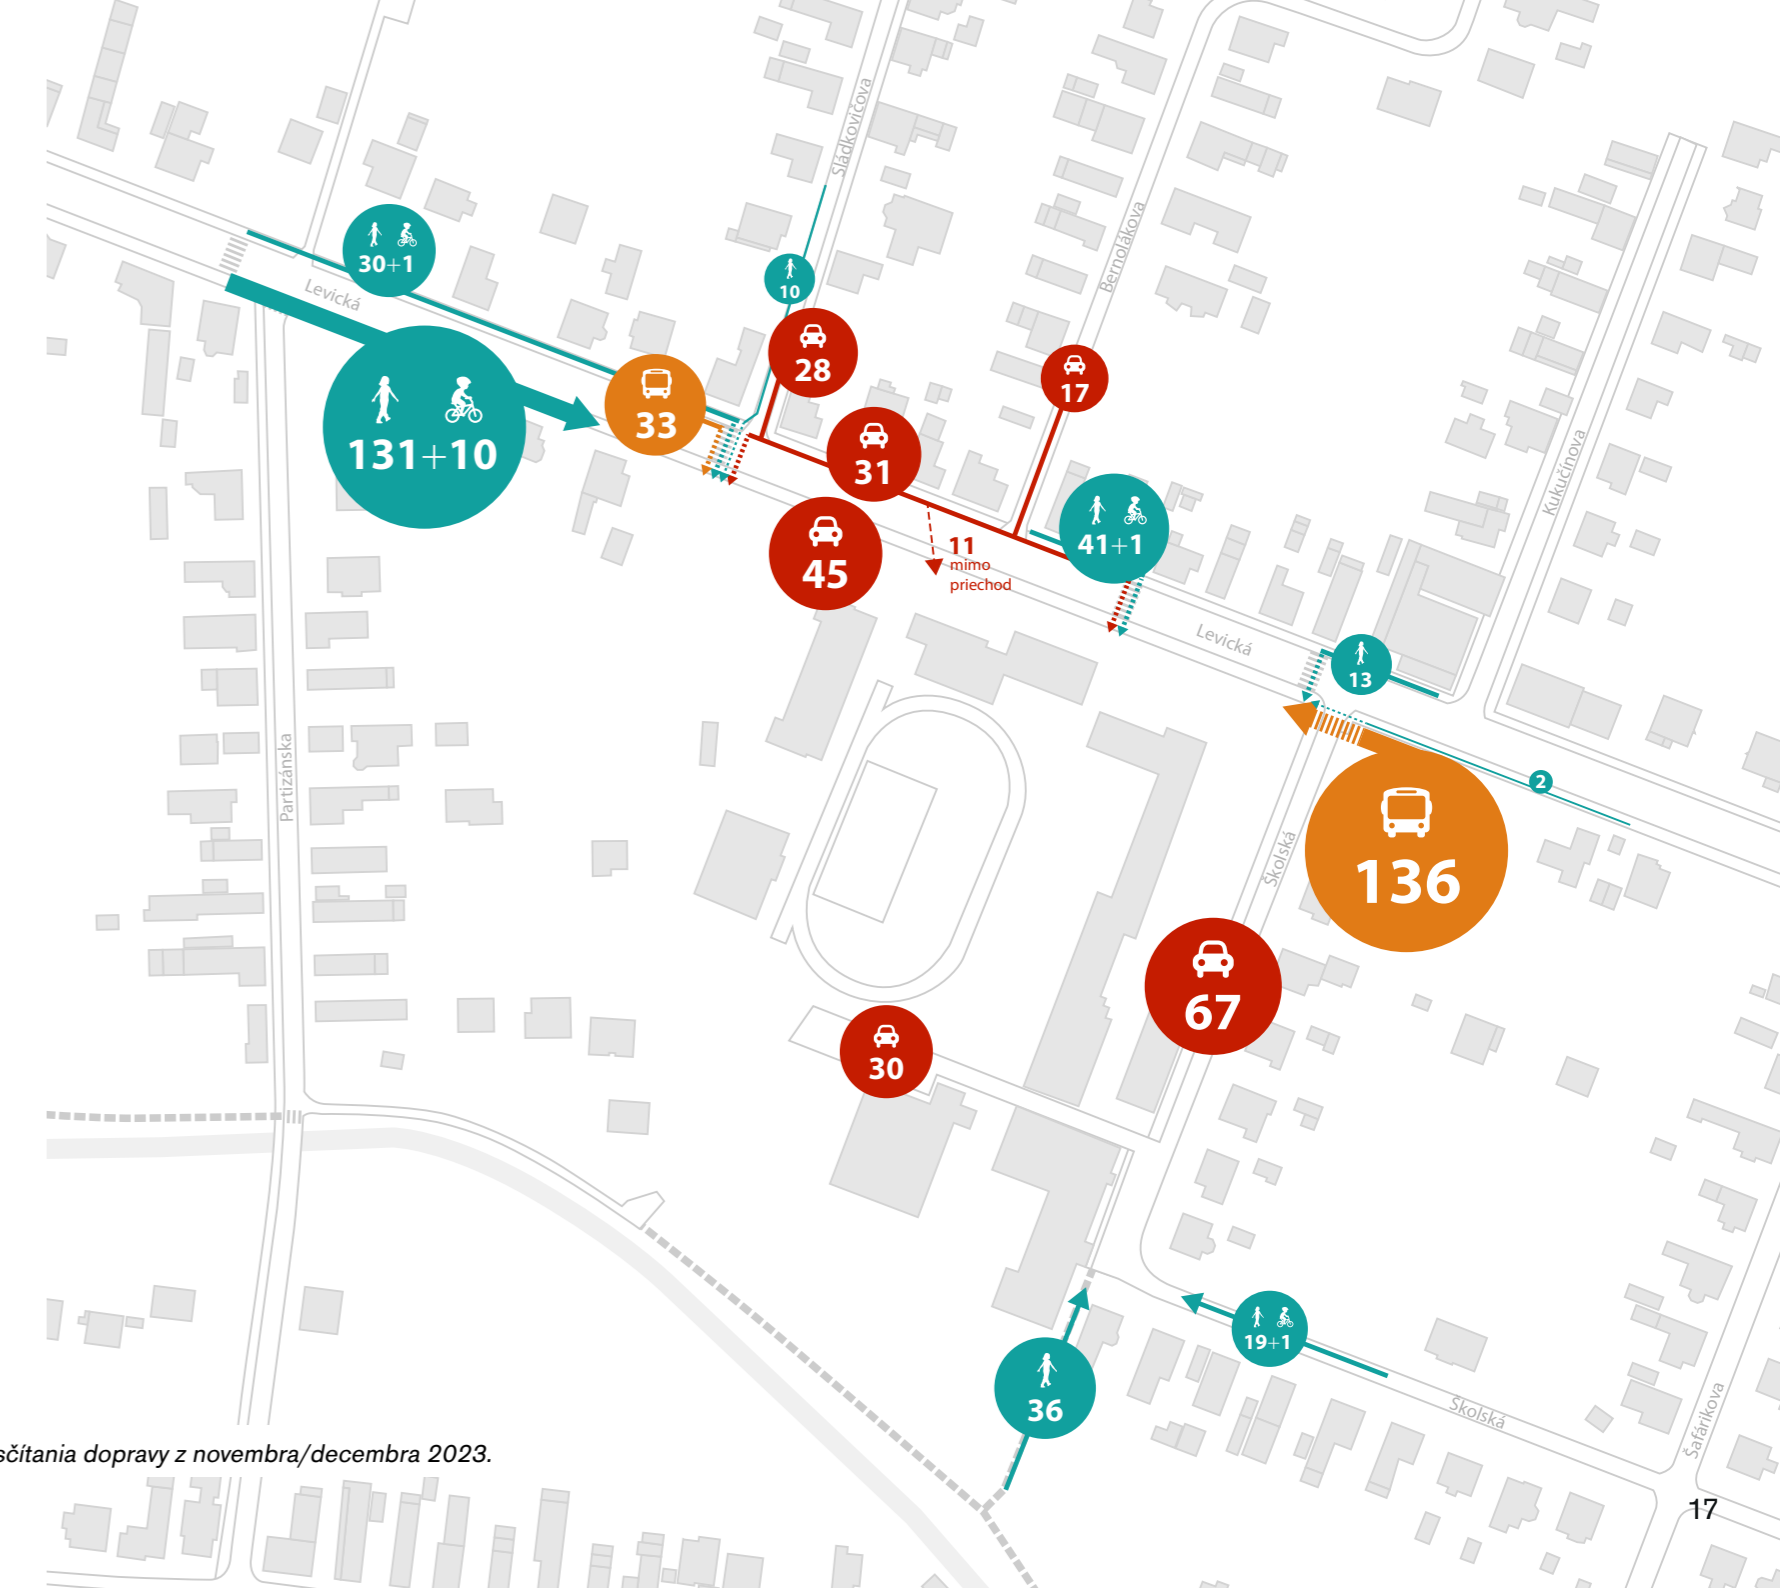 Sládkovičova
30+1
10
Levická
Bernolákova
28
17
33
31
131+10
Kukučínova
41+1
45
11
mimo
priechod
Levická
13
Partizánska
2
Školská
136
67
30
19+1
36
Školská
Šafárikova
sčítania dopravy z novembra/decembra 2023.
17